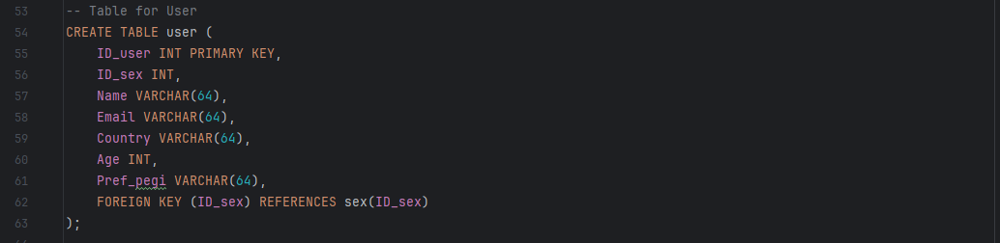 53 -- Table for User
54 CREATE TABLE user (
55 ID_user INT PRIMARY KEY,
56 ID_sex INT,
57 Name VARCHAR(64),
58 Email VARCHAR(64),
59 Country VARCHAR(64),
60 Age INT,
61 Pref_pegi VARCHAR(64),
62 FOREIGN KEY (ID_sex) REFERENCES sex(ID_sex)
63 );